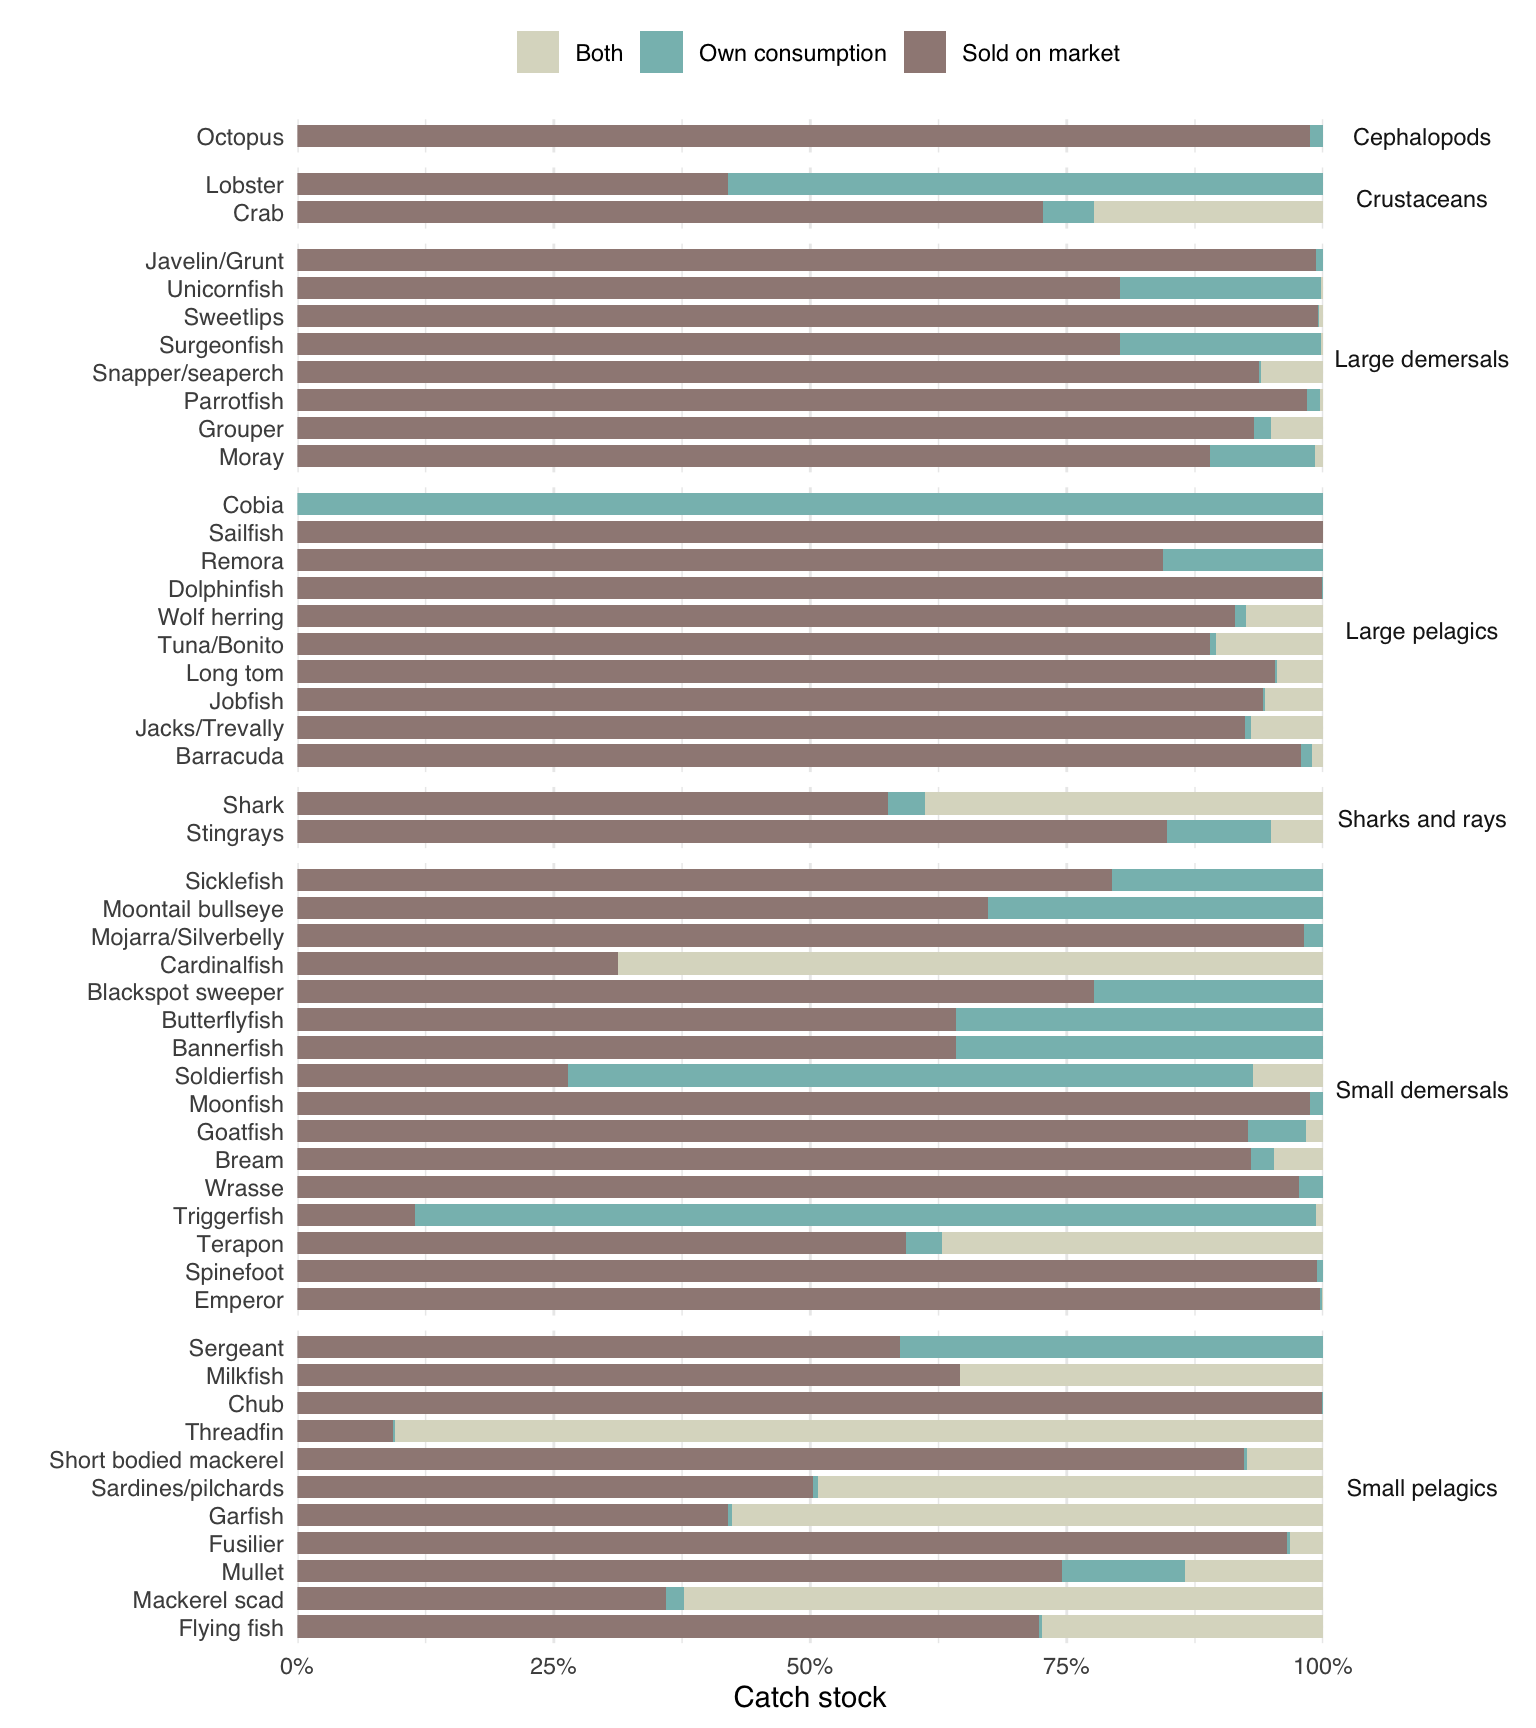 Both Own consumption Sold on market
Octopus
Cephalopods
Lobster
Crab
Crustaceans
Javelin/Grunt
Unicornfish
Sweetlips
Surgeonfish
Snapper/seaperch
Parrotfish
Grouper
Moray
Large demersals
Cobia
Sailfish
Remora
Dolphinfish
Wolf herring
Tuna/Bonito
Long tom
Jobfish
Jacks/Trevally
Barracuda
Large pelagics
Shark
Stingrays
Sharks and rays
Sicklefish
Moontail bullseye
Mojarra/Silverbelly
Cardinalfish
Blackspot sweeper
Butterflyfish
Bannerfish
Soldierfish
Moonfish
Goatfish
Bream
Wrasse
Triggerfish
Terapon
Spinefoot
Emperor
Small demersals
Sergeant
Milkfish
Chub
Threadfin
Short bodied mackerel
Sardines/pilchards
Garfish
Fusilier
Mullet
Mackerel scad
Flying fish
Small pelagics
0% 25% 50% 75% 100%
Catch stock